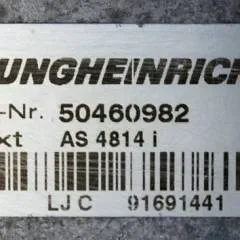 UNGHEINRICH
-Nr. 50460982
xt AS 4814 i
LJC 91691441